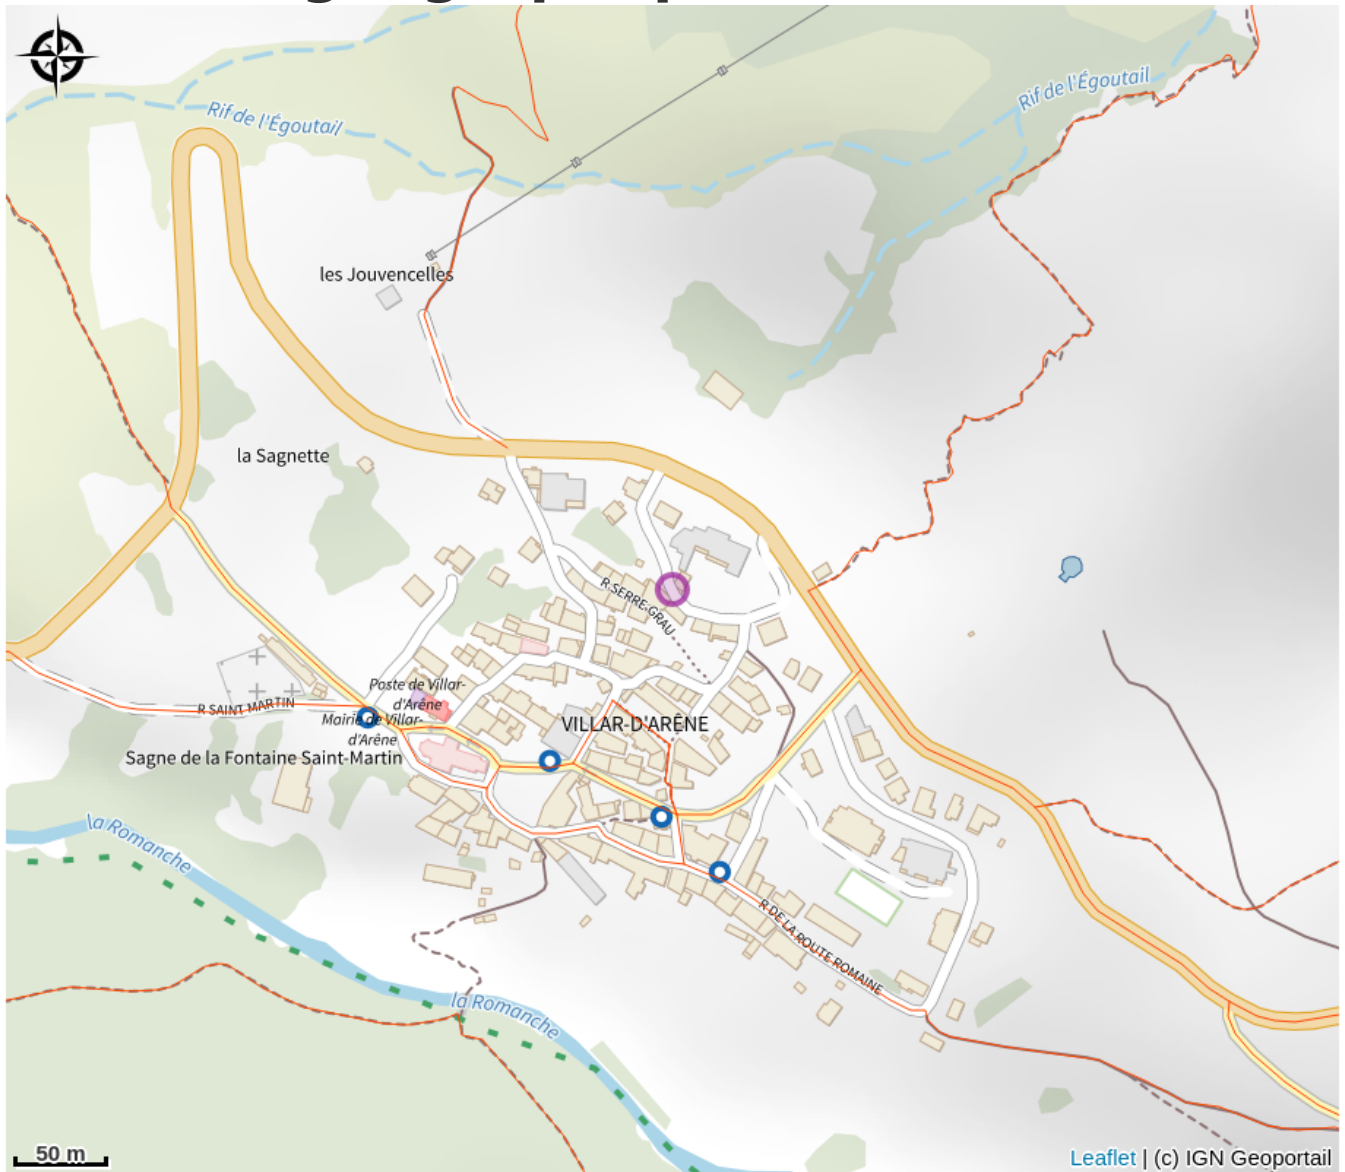 Rif de l'Égoutail
Rif de l'Égoutail
les Jouvencelles
la Sagnette
R SERRE-GRAU
Poste de Villar-
d'Arêne
R SAINT MARTIN
Mairie de Villar-
d'Arêne
VILLAR-D'ARÊNE
Sagne de la Fontaine Saint-Martin
la Romanche
R DE LA ROUTE ROMAINE
la Romanche
50 m
Leaflet | (c) IGN Geoportail